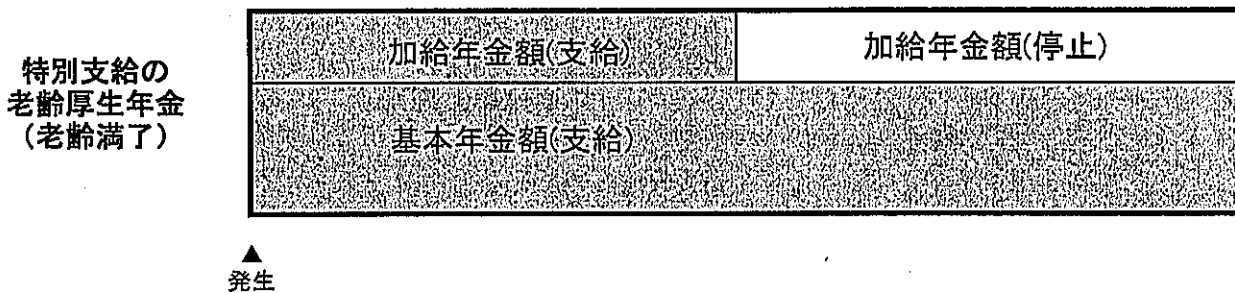 加給年金額(支給)
加給年金額(停止)
特別支給の
老齢厚生年金
(老齢満了)
基本年金額(支給)
▲
発生